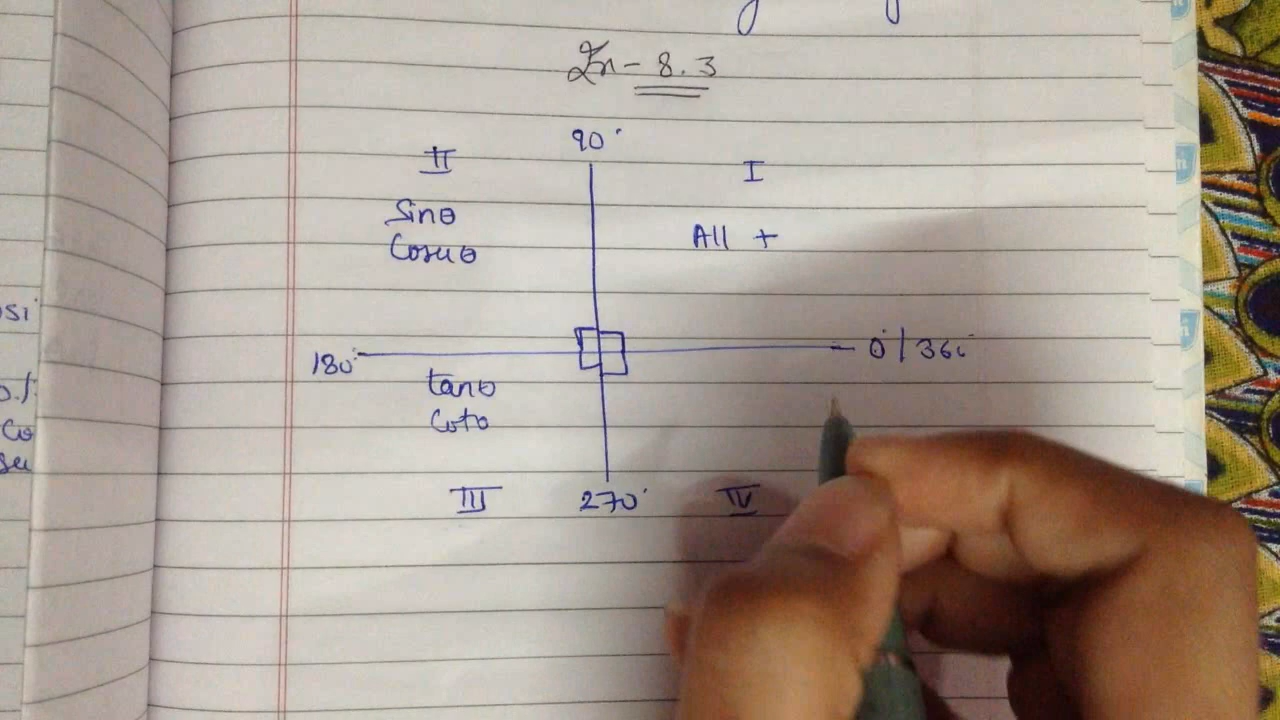 Ex - 8.3
90°
II
I
Sinθ
All +
Cosecθ
180°
0° / 360
tanθ
Cotθ
III
270°
IV